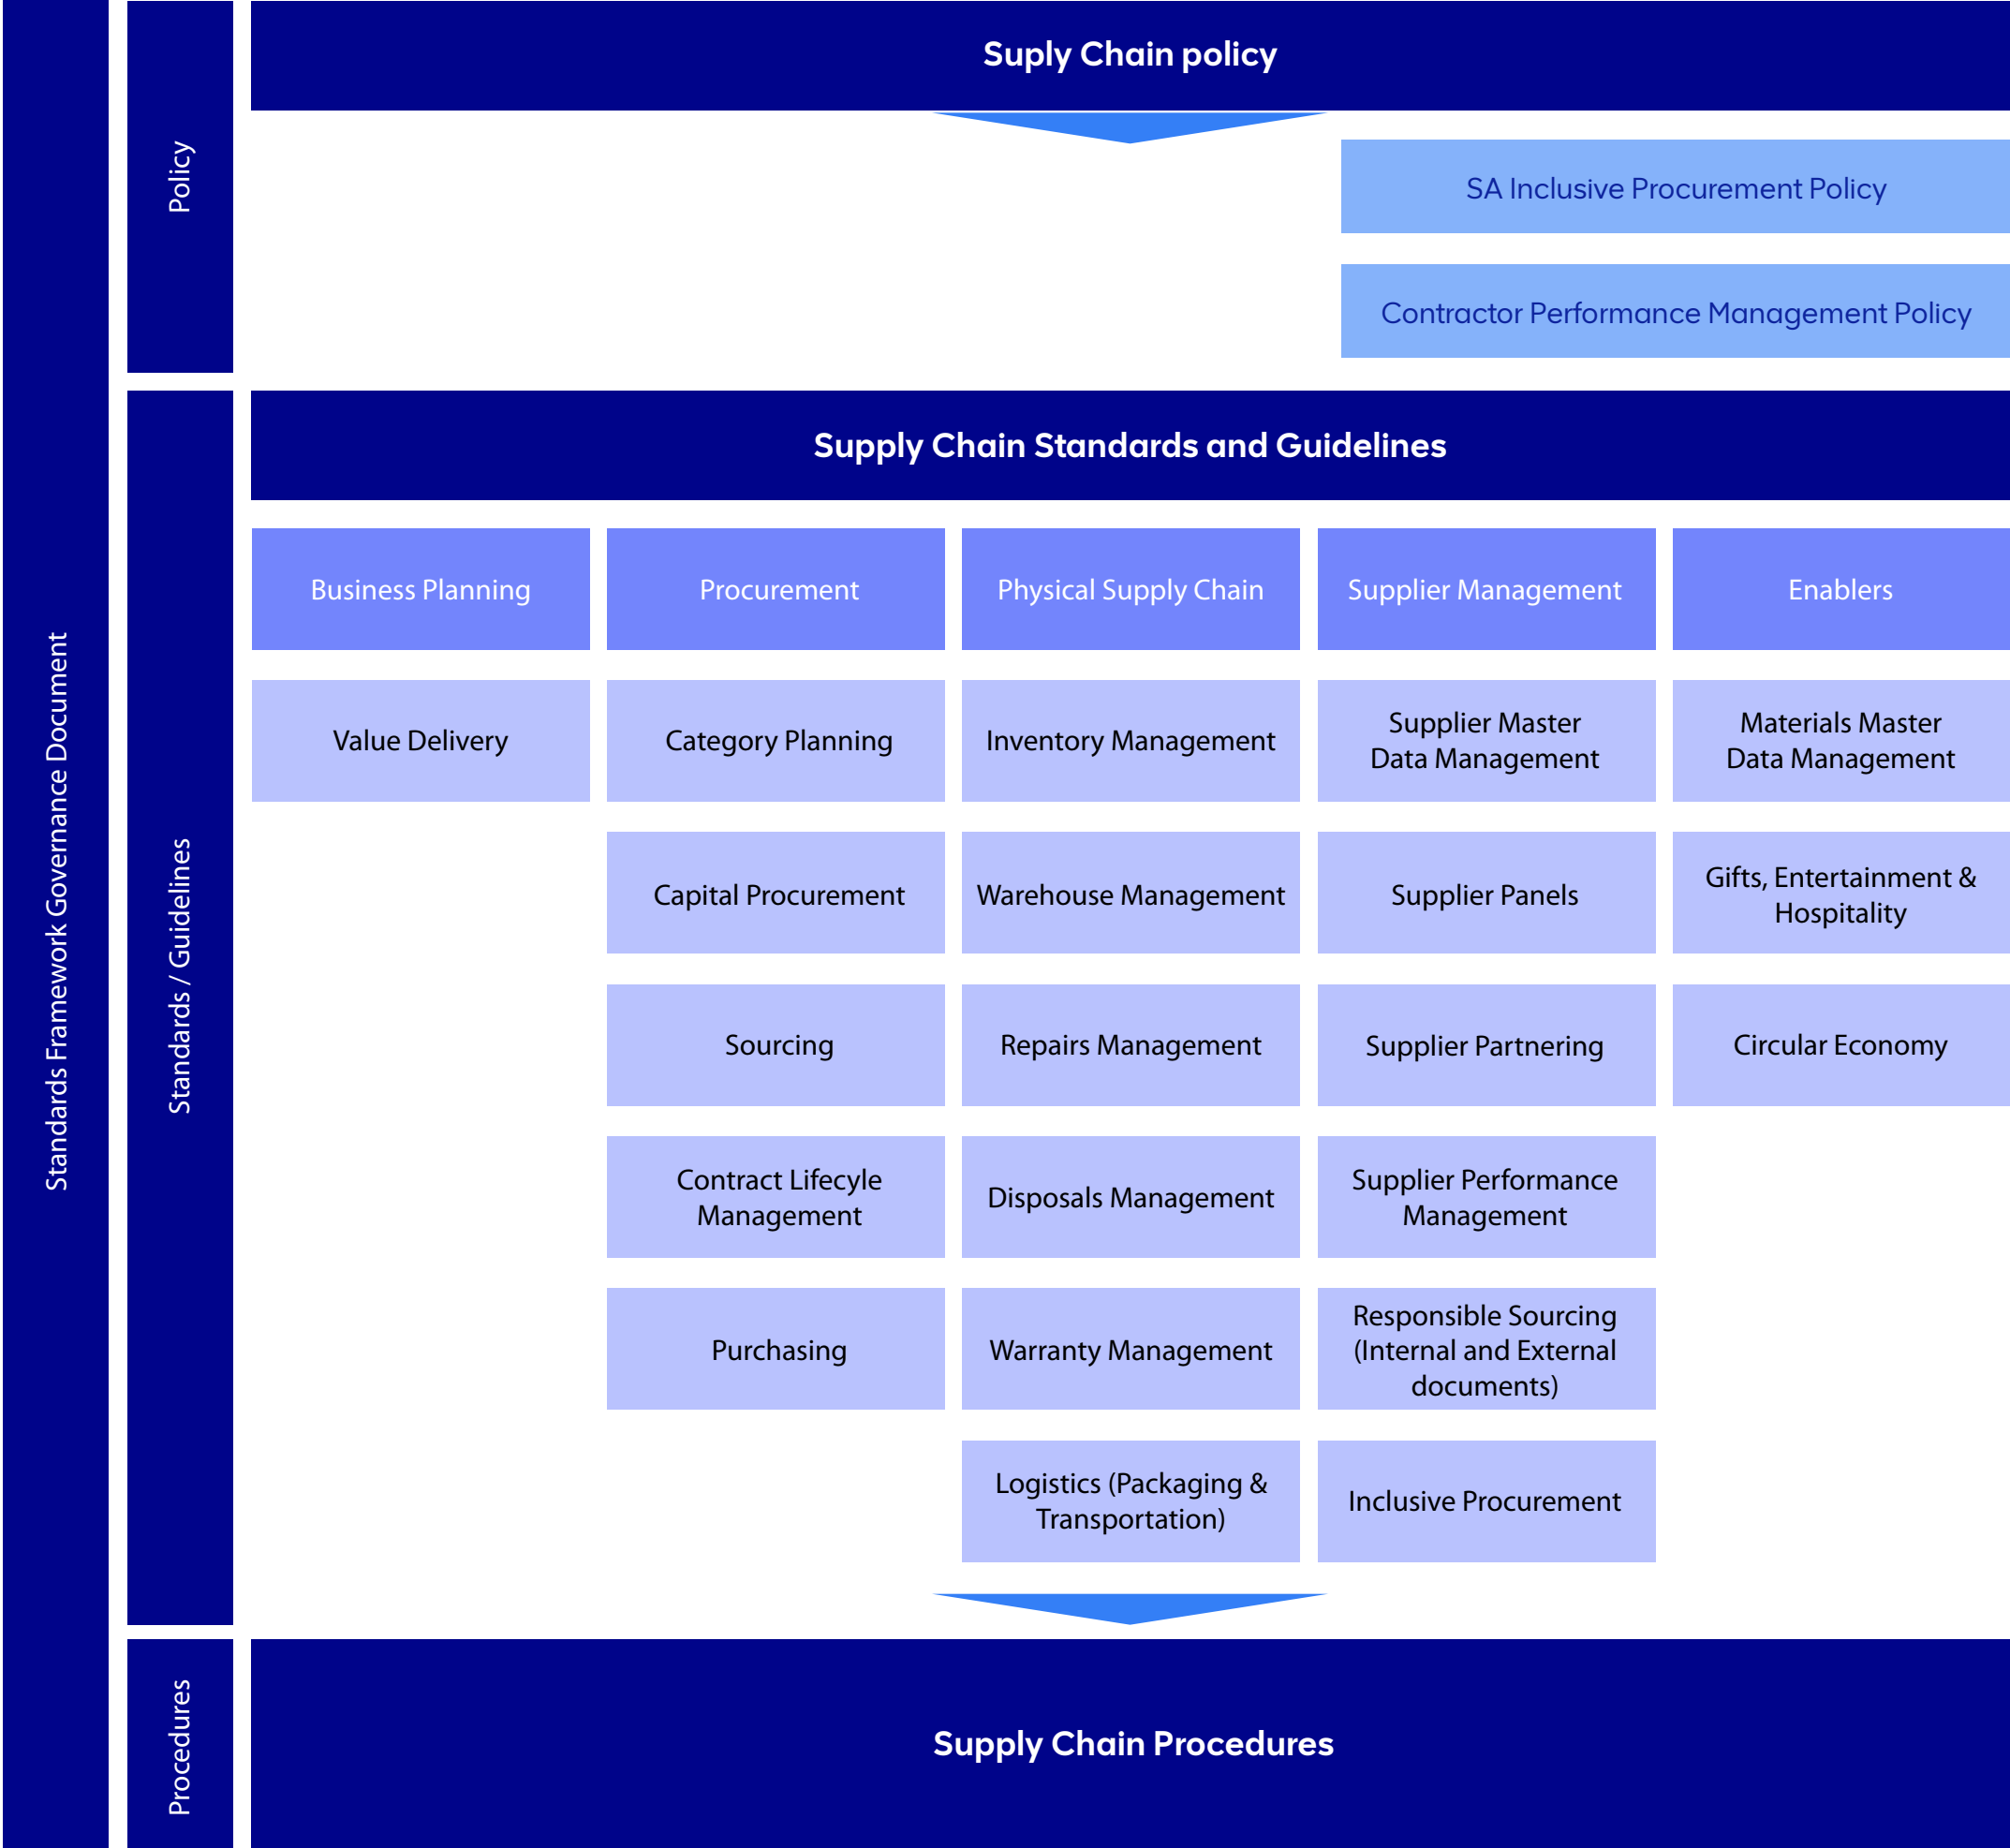 Standards Framework Governance Document
Policy
Suply Chain policy
SA Inclusive Procurement Policy
Contractor Performance Management Policy
Standards / Guidelines
Supply Chain Standards and Guidelines
Business Planning
Procurement
Physical Supply Chain
Supplier Management
Enablers
Value Delivery
Category Planning
Inventory Management
Supplier Master
Data Management
Materials Master
Data Management
Capital Procurement
Warehouse Management
Supplier Panels
Gifts, Entertainment &
Hospitality
Sourcing
Repairs Management
Supplier Partnering
Circular Economy
Contract Lifecyle
Management
Disposals Management
Supplier Performance
Management
Purchasing
Warranty Management
Responsible Sourcing
(Internal and External
documents)
Logistics (Packaging &
Transportation)
Inclusive Procurement
Procedures
Supply Chain Procedures